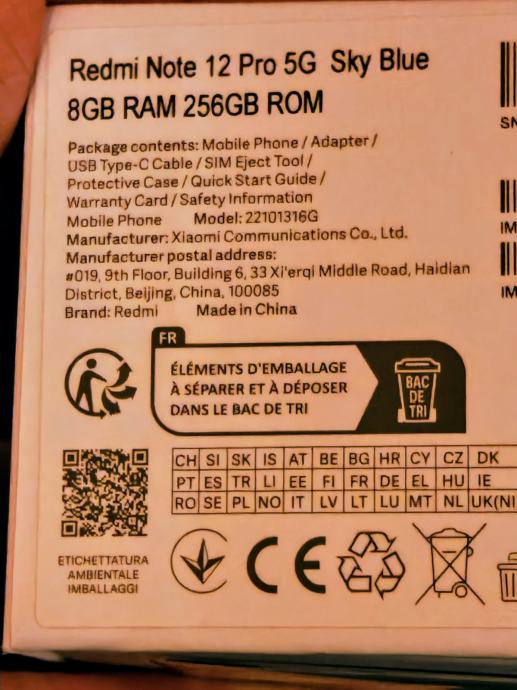 Redmi Note 12 Pro 5G Sky Blue
8GB RAM 256GB ROM
Package contents: Mobile Phone / Adapter /
USB Type-C Cable / SIM Eject Tool /
Protective Case / Quick Start Guide /
Warranty Card / Safety Information
Mobile Phone Model: 22101316G
Manufacturer: Xiaomi Communications Co., Ltd.
Manufacturer postal address:
#019, 9th Floor, Building 6, 33 Xi'erqi Middle Road, Haidian
District, Beijing, China, 100085
Brand: Redmi Made in China
SN
IM
IM
FR
ÉLÉMENTS D'EMBALLAGE
À SÉPARER ET À DÉPOSER
DANS LE BAC DE TRI
BAC
DE
TRI
CH SI SK IS AT BE BG HR CY CZ DK
PT ES TR LI EE FI FR DE EL HU IE
RO SE PL NO IT LV LT LU MT NL UK(NI
ETICHETTATURA
AMBIENTALE
IMBALLAGGI
CE